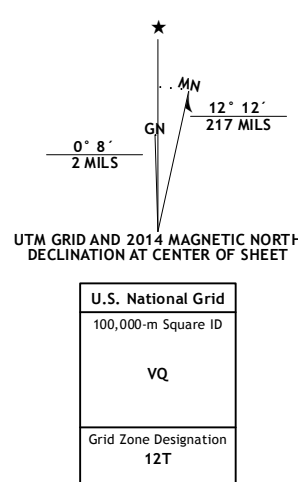 ★
MN
GN
12° 12´
217 MILS
0° 8´
2 MILS
UTM GRID AND 2014 MAGNETIC NORTH
DECLINATION AT CENTER OF SHEET
U.S. National Grid
100,000-m Square ID
VQ
Grid Zone Designation
12T